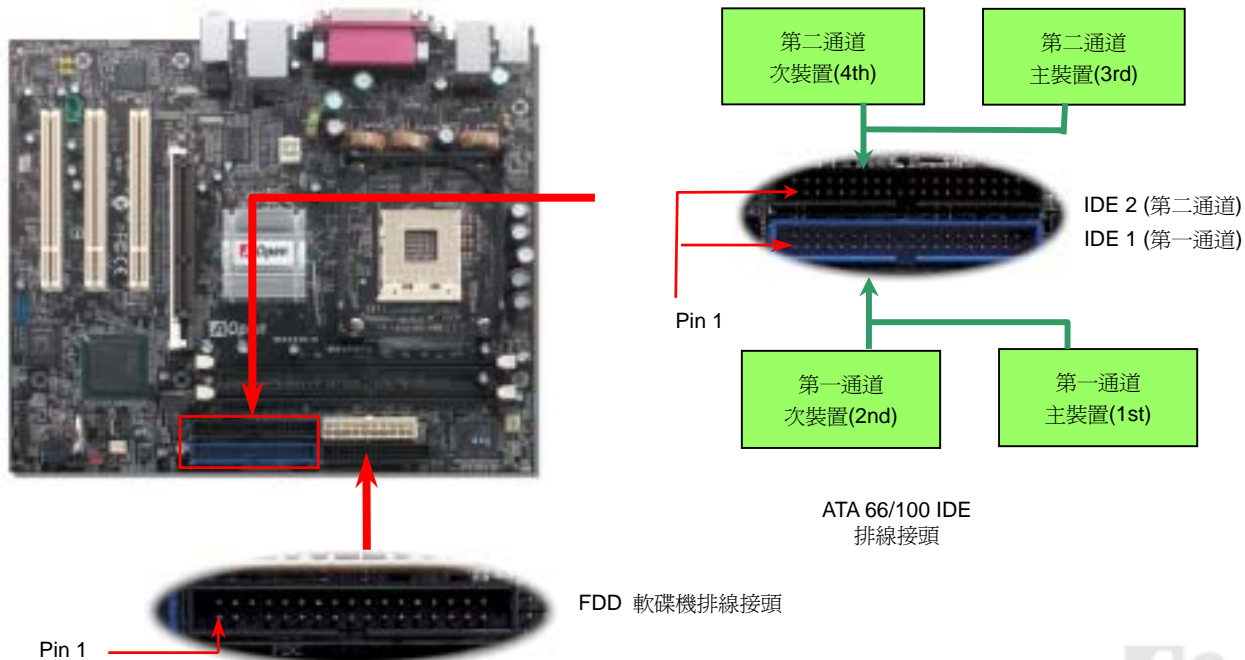 第二通道
次裝置(4th)
第二通道
主裝置(3rd)
IDE 2 (第二通道)
IDE 1 (第一通道)
Pin 1
第一通道
次裝置(2nd)
第一通道
主裝置(1st)
ATA 66/100 IDE
排線接頭
AOpen
AOpen
FDD 軟碟機排線接頭
Pin 1
FDC